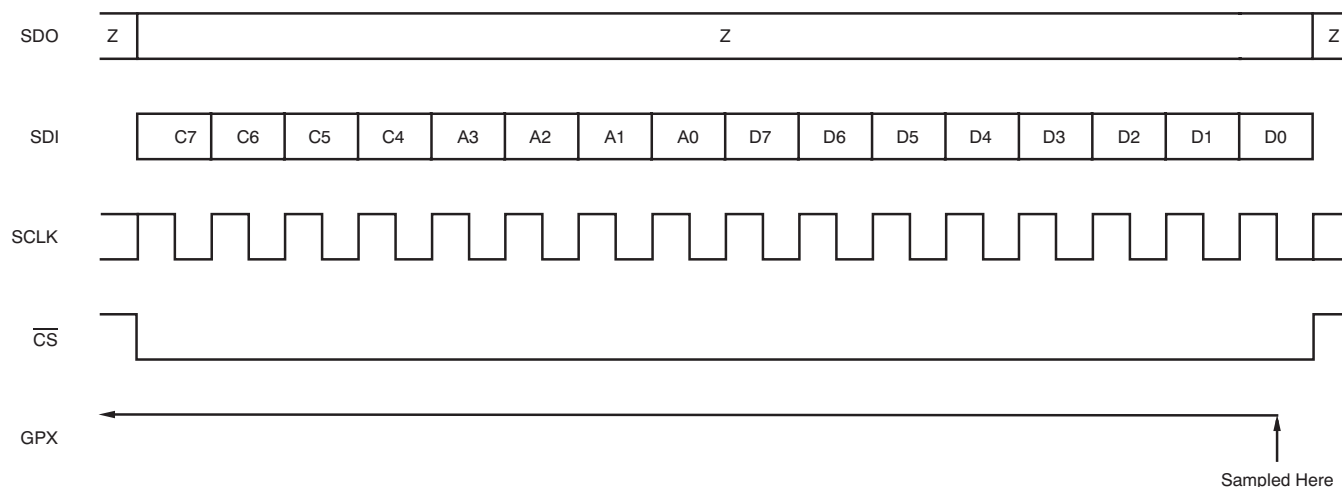 SDO Z Z Z
SDI C7 C6 C5 C4 A3 A2 A1 A0 D7 D6 D5 D4 D3 D2 D1 D0
SCLK
CS
GPX
Sampled Here